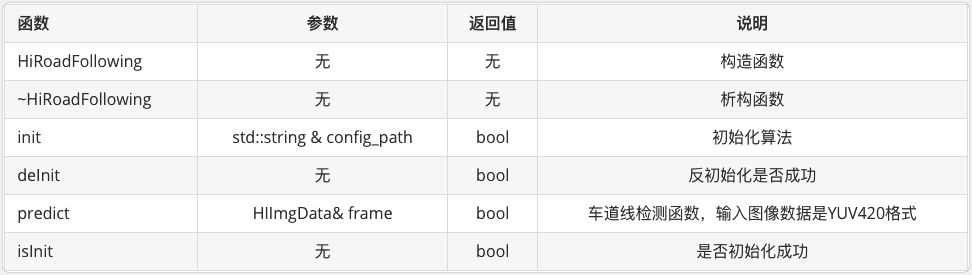 函数 参数 返回值 说明
HiRoadFollowing 无 无 构造函数
~HiRoadFollowing 无 无 析构函数
init std::string & config_path bool 初始化算法
deInit 无 bool 反初始化是否成功
predict HIImgData& frame bool 车道线检测函数，输入图像数据是YUV420格式
isInit 无 bool 是否初始化成功